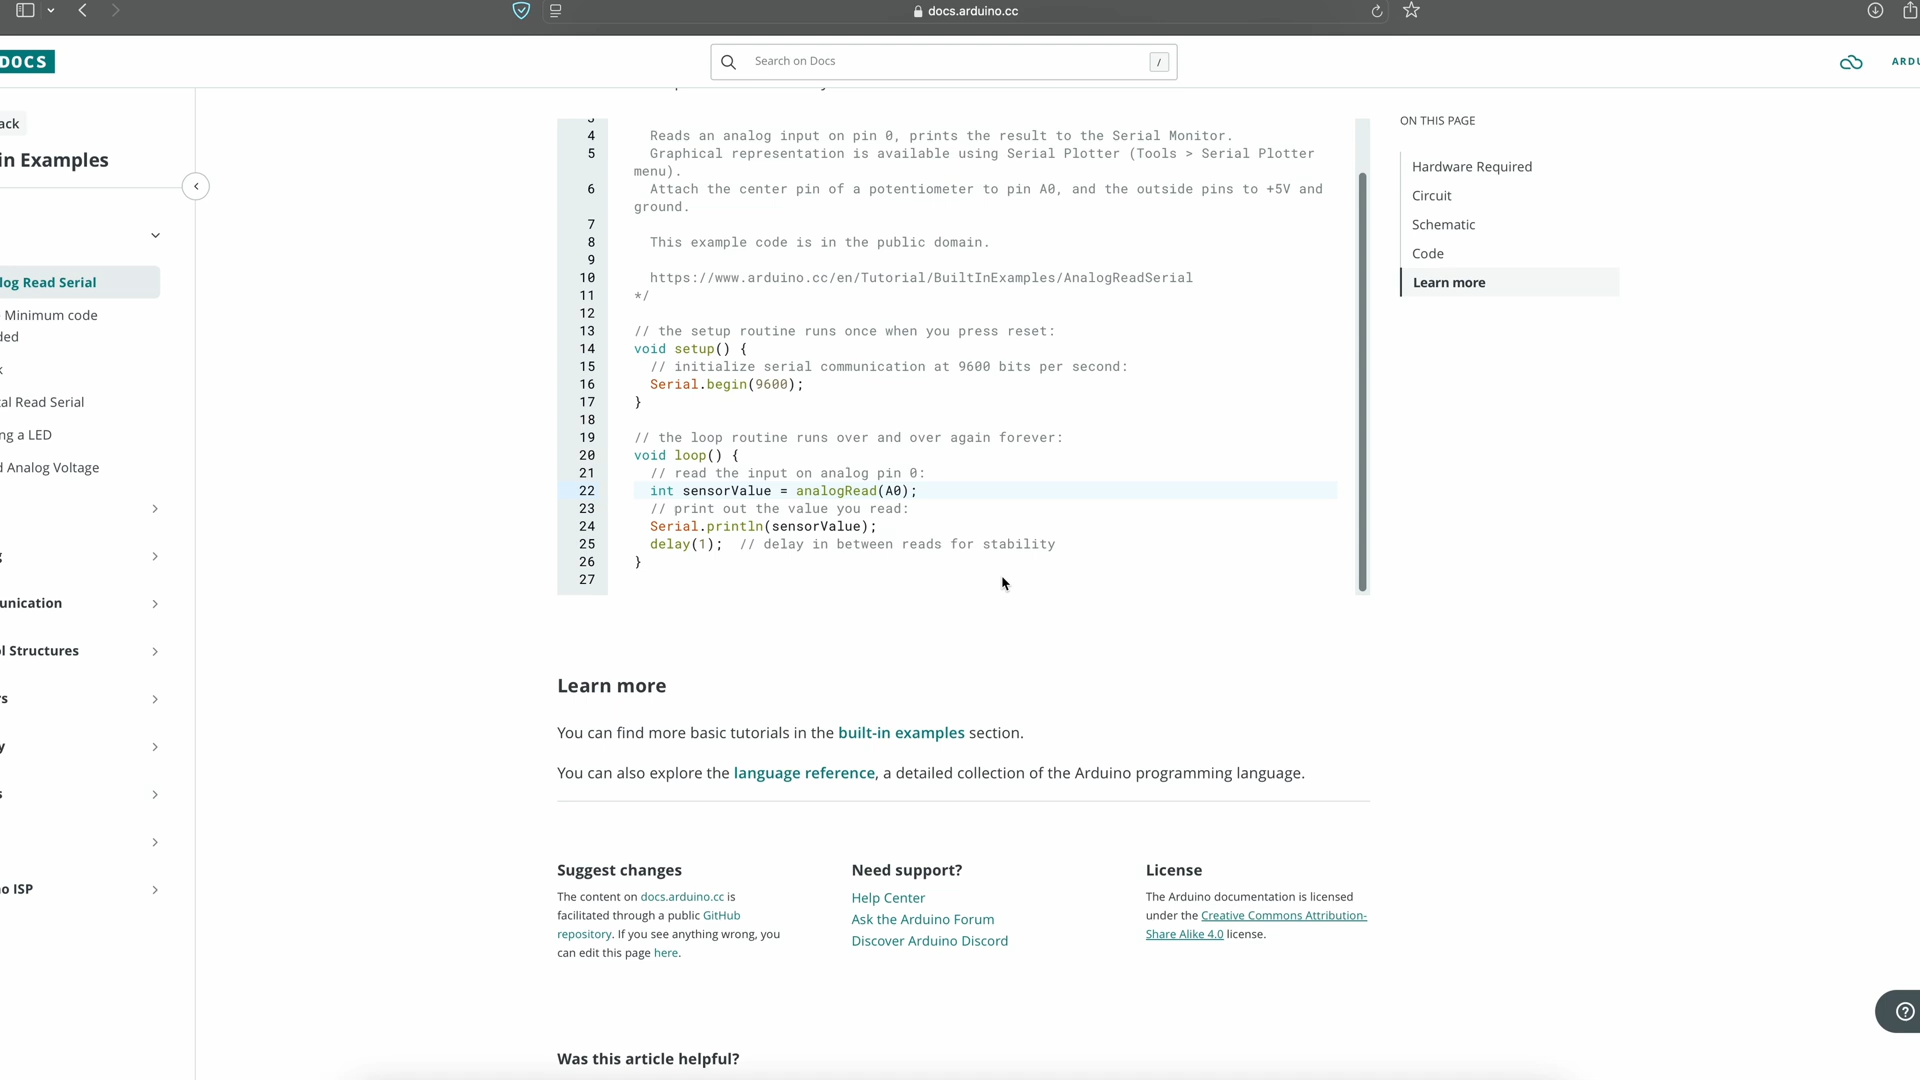 docs.arduino.cc
DOCS
Search on Docs
/
ARDU
ack
in Examples
log Read Serial
Minimum code
ded
k
al Read Serial
ng a LED
d Analog Voltage
g
unication
l Structures
rs
y
s
o ISP
3
4 Reads an analog input on pin 0, prints the result to the Serial Monitor.
5 Graphical representation is available using Serial Plotter (Tools > Serial Plotter
menu).
6 Attach the center pin of a potentiometer to pin A0, and the outside pins to +5V and
ground.
7
8 This example code is in the public domain.
9
10 https://www.arduino.cc/en/Tutorial/BuiltInExamples/AnalogReadSerial
11 */
12
13 // the setup routine runs once when you press reset:
14 void setup() {
15 // initialize serial communication at 9600 bits per second:
16 Serial.begin(9600);
17 }
18
19 // the loop routine runs over and over again forever:
20 void loop() {
21 // read the input on analog pin 0:
22 int sensorValue = analogRead(A0);
23 // print out the value you read:
24 Serial.println(sensorValue);
25 delay(1);  // delay in between reads for stability
26 }
27
ON THIS PAGE
Hardware Required
Circuit
Schematic
Code
Learn more
Learn more
You can find more basic tutorials in the built-in examples section.
You can also explore the language reference, a detailed collection of the Arduino programming language.
Suggest changes
The content on docs.arduino.cc is
facilitated through a public GitHub
repository. If you see anything wrong, you
can edit this page here.
Need support?
Help Center
Ask the Arduino Forum
Discover Arduino Discord
License
The Arduino documentation is licensed
under the Creative Commons Attribution-
Share Alike 4.0 license.
Was this article helpful?